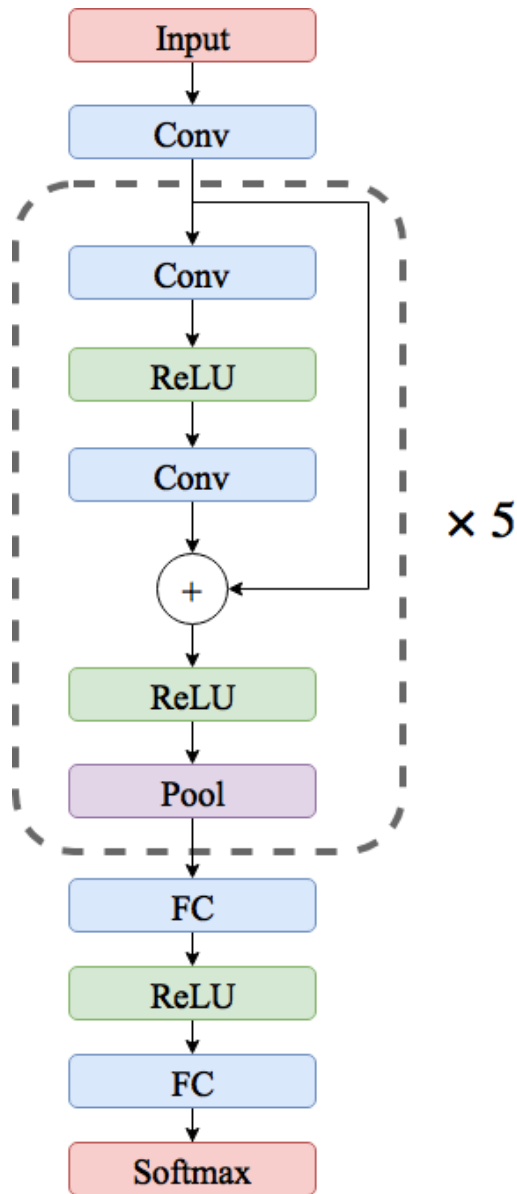 Input
Conv
Conv
ReLU
Conv
× 5
+
ReLU
Pool
FC
ReLU
FC
Softmax